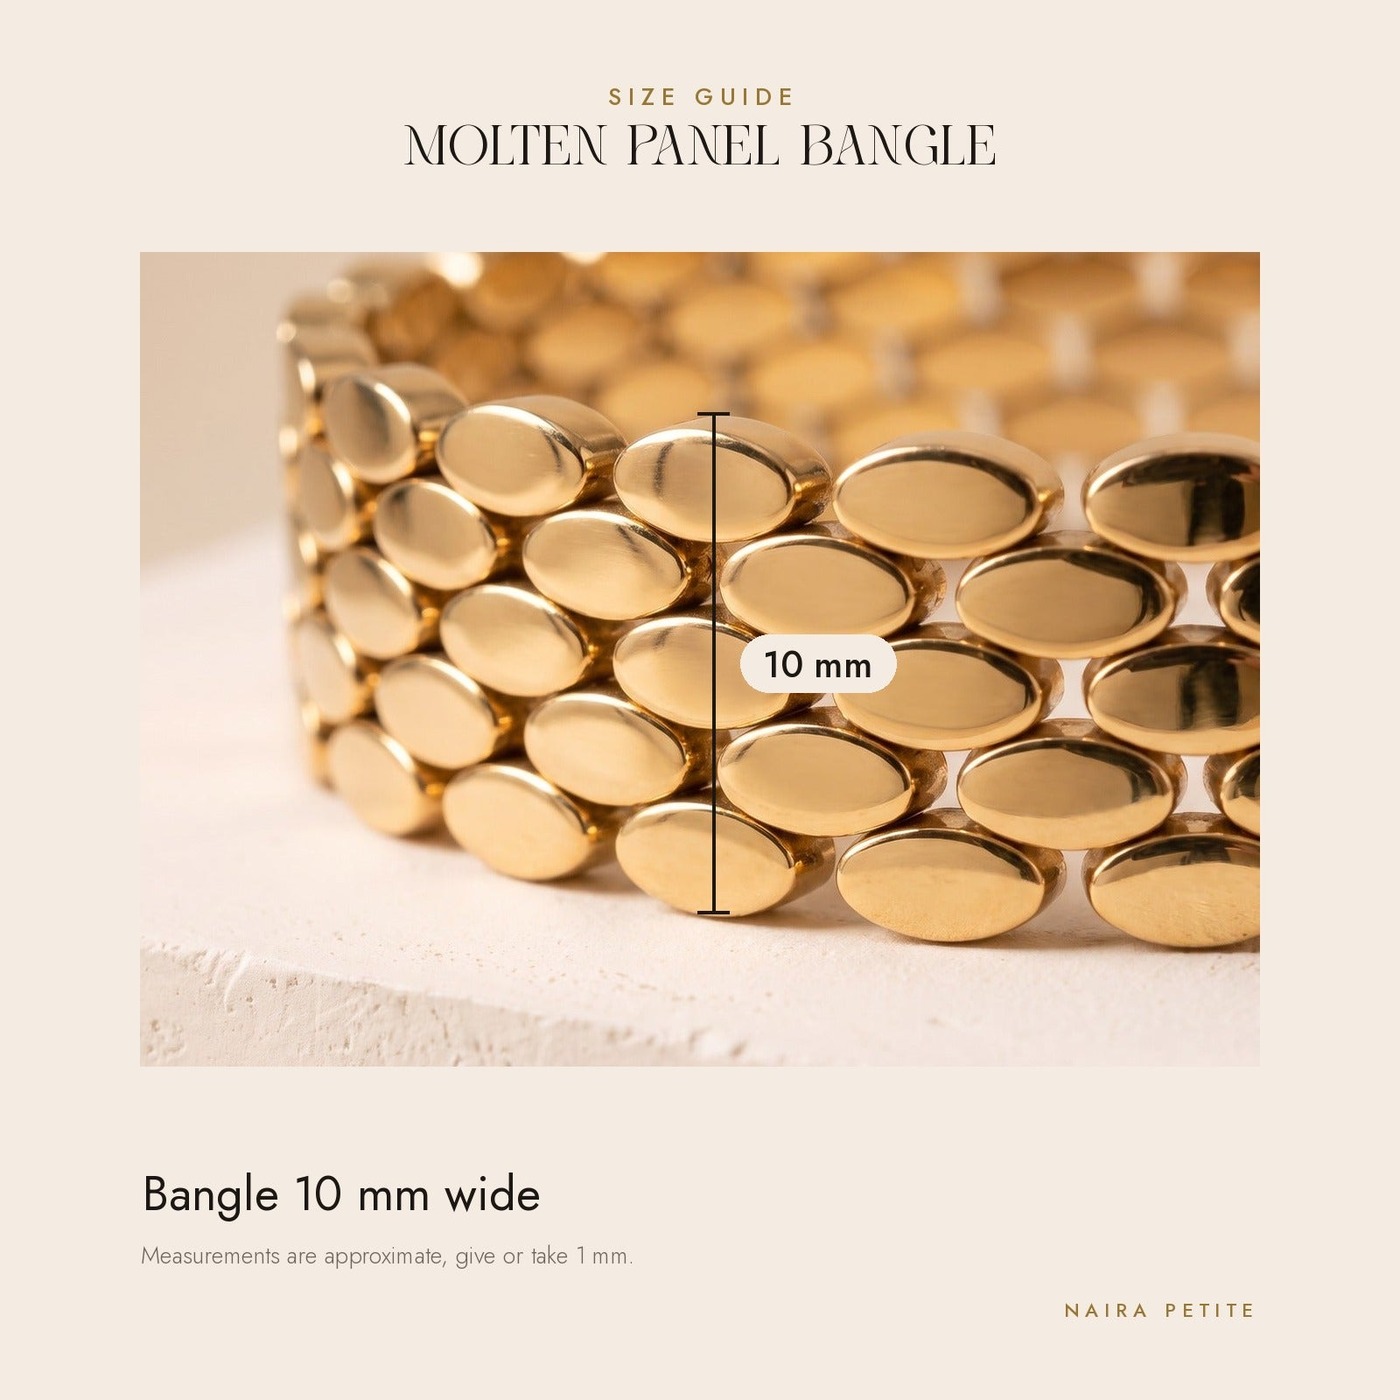 SIZE GUIDE
MOLTEN PANEL BANGLE
10 mm
Bangle 10 mm wide
Measurements are approximate, give or take 1 mm.
NAIRA PETITE